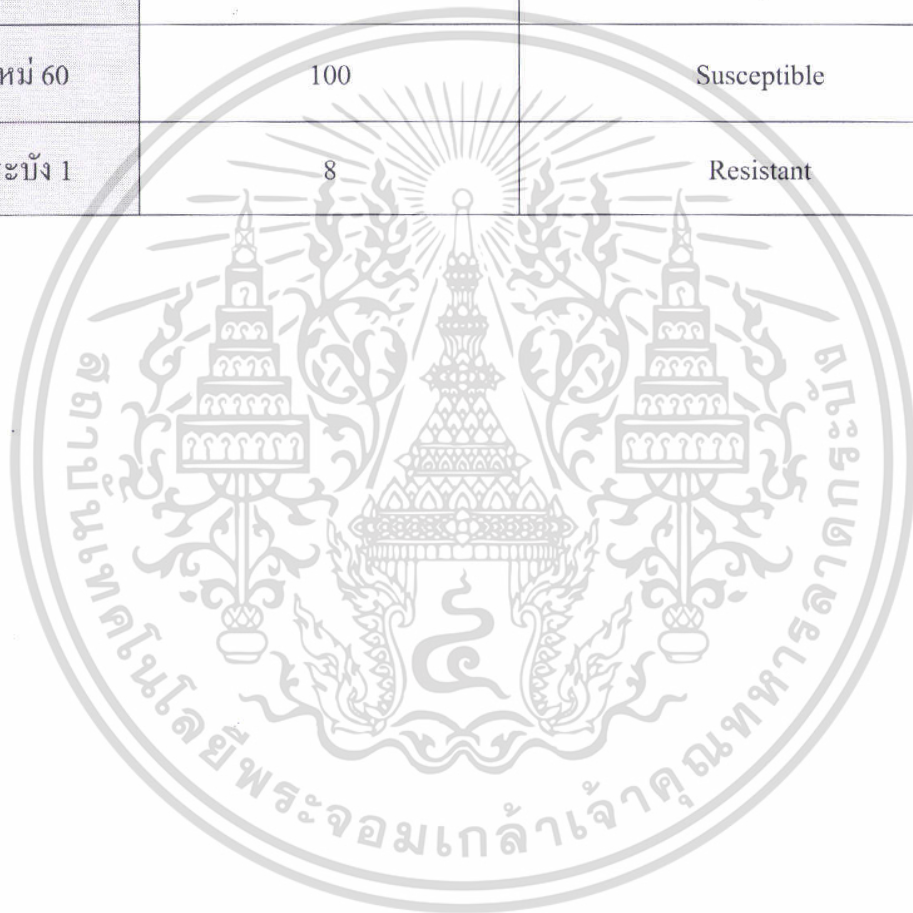 หม่ 60 100 Susceptible
ระบัง 1 8 Resistant
สถาบันเทคโนโลยีพระจอมเกล้าเจ้าคุณทหารลาดกระบัง